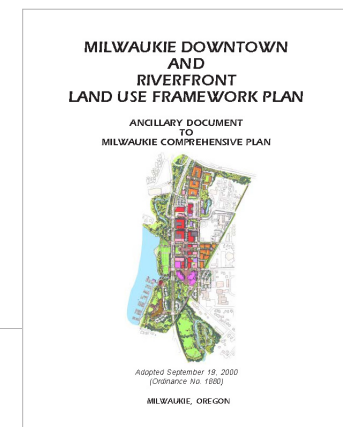 MILWAUKIE DOWNTOWN
AND
RIVERFRONT
LAND USE FRAMEWORK PLAN
ANCILLARY DOCUMENT
TO
MILWAUKIE COMPREHENSIVE PLAN
Adopted September 19, 2000
(Ordinance No. 1880)
MILWAUKIE, OREGON